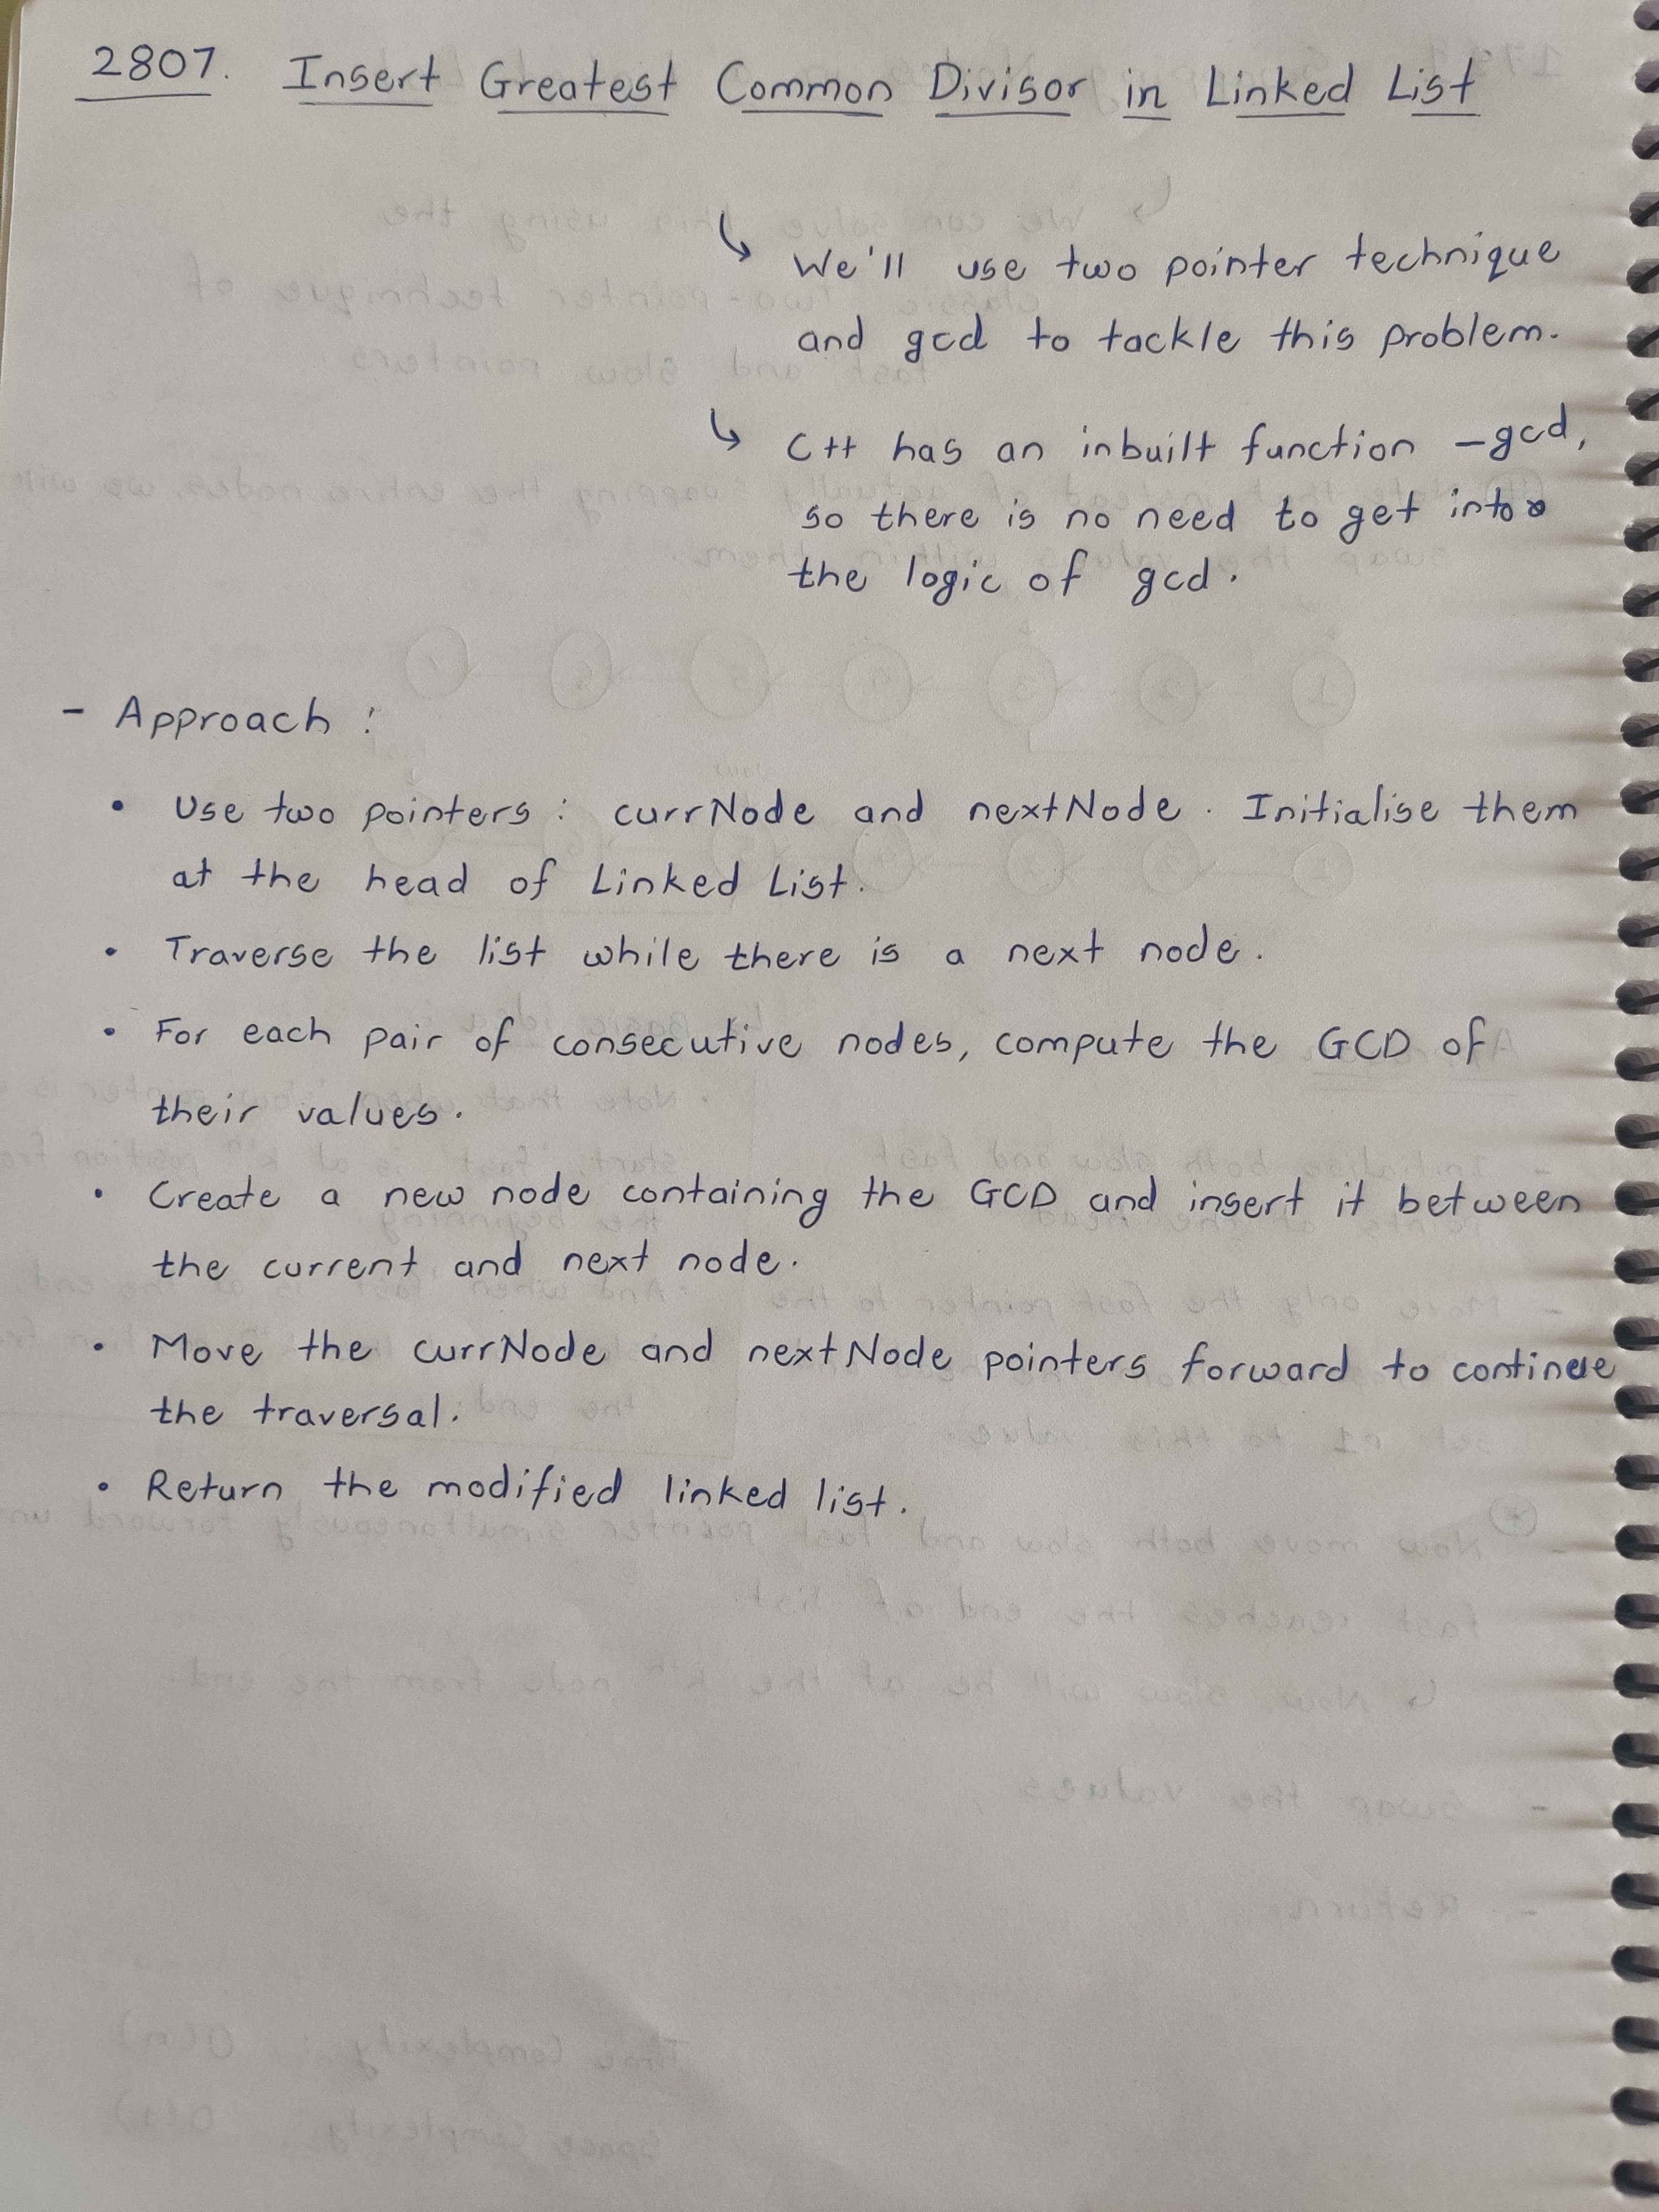 2807. Insert Greatest Common Divisor in Linked List
↳ We'll use two pointer technique
and gcd to tackle this problem.
↳ C++ has an inbuilt function -gcd,
so there is no need to get into
the logic of gcd.
- Approach :
• Use two pointers : currNode and nextNode. Initialise them
at the head of Linked List.
• Traverse the list while there is a next node.
• For each pair of consecutive nodes, compute the GCD of
their values.
• Create a new node containing the GCD and insert it between
the current and next node.
• Move the currNode and nextNode pointers forward to continue
the traversal.
• Return the modified linked list.